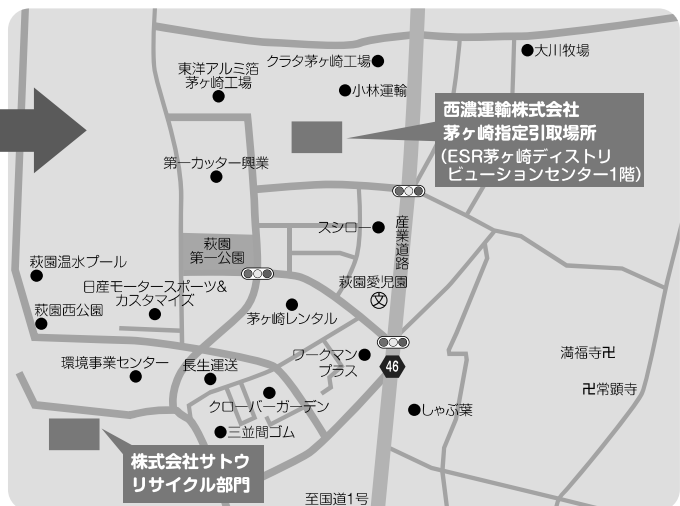 大川牧場
クラタ茅ヶ崎工場
東洋アルミ箔
茅ヶ崎工場
小林運輸
西濃運輸株式会社
茅ヶ崎指定引取場所
(ESR茅ヶ崎ディストリ
ビューションセンター1階)
第一カッター興業
スシロー
産業道路
萩園
第一公園
萩園温水プール
萩園愛児園
文
日産モータースポーツ&
カスタマイズ
萩園西公園
茅ヶ崎レンタル
環境事業センター
長生運送
ワークマン
プラス
46
満福寺卍
卍常顕寺
クローバーガーデン
しゃぶ葉
三並間ゴム
株式会社サトウ
リサイクル部門
至国道1号